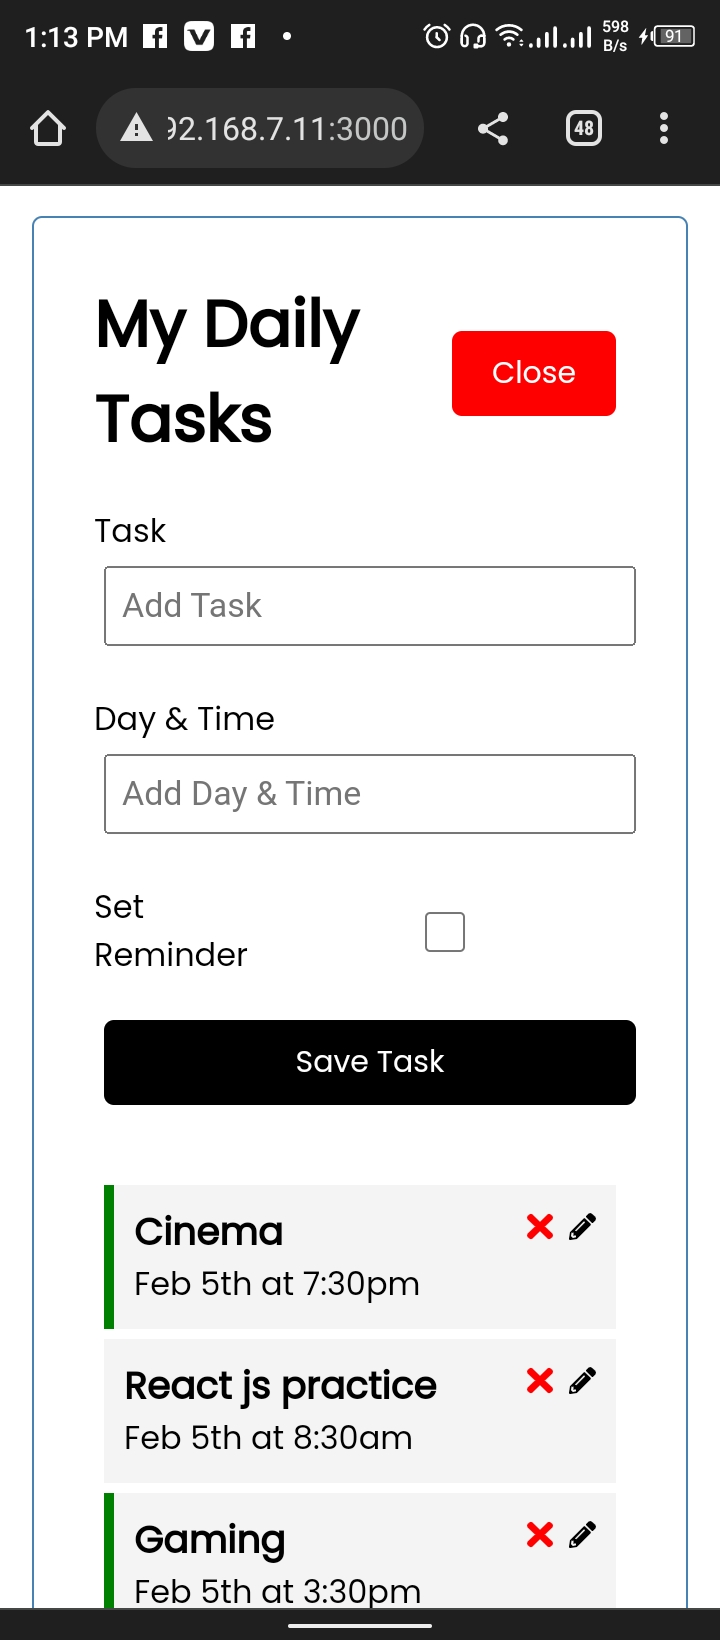 1:13 PM
598
B/s
91
92.168.7.11:3000
48
My Daily
Tasks
Close
Task
Add Task
Day & Time
Add Day & Time
Set
Reminder
Save Task
Cinema
Feb 5th at 7:30pm
React js practice
Feb 5th at 8:30am
Gaming
Feb 5th at 3:30pm